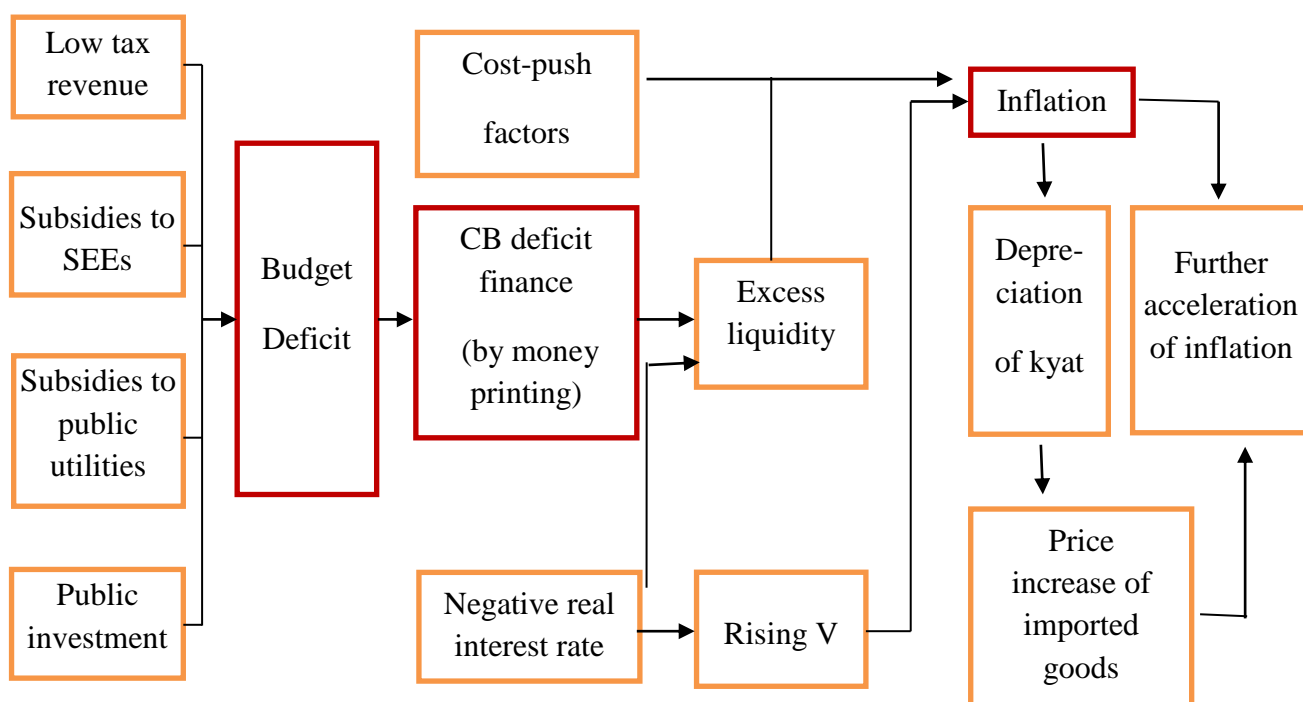 Low tax
revenue
Subsidies to
SEEs
Subsidies to
public
utilities
Public
investment
Budget
Deficit
Cost-push
factors
CB deficit
finance
(by money
printing)
Negative real
interest rate
Excess
liquidity
Rising V
Inflation
Depre-
ciation
of kyat
Further
acceleration
of inflation
Price
increase of
imported
goods